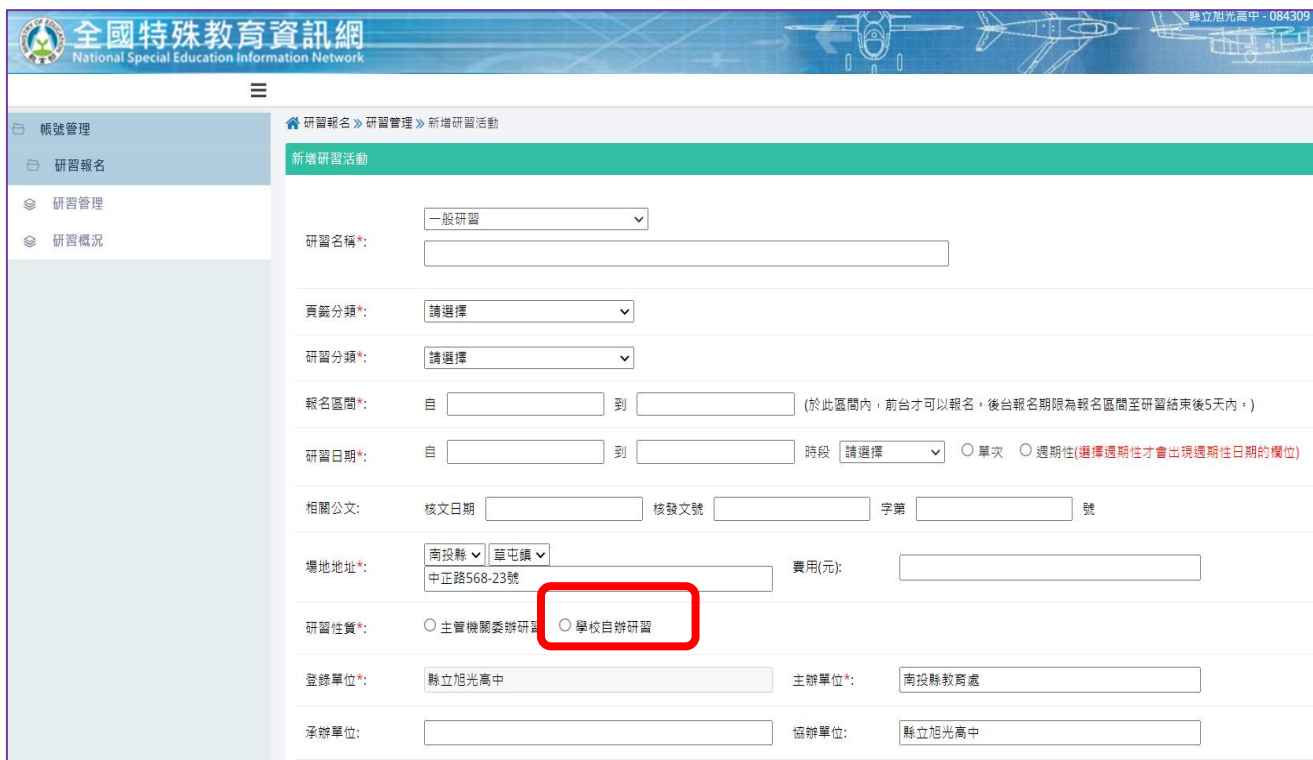 縣立旭光高中 - 084309
全國特殊教育資訊網
National Special Education Information Network
帳號管理
研習報名
研習管理
研習概況
研習報名 » 研習管理 » 新增研習活動
新增研習活動
一般研習
研習名稱*:
頁籤分類*: 請選擇
研習分類*: 請選擇
報名區間*: 自 到 (於此區間內，前台才可以報名。後台報名期限為報名區間至研習結束後5天內。)
研習日期*: 自 到 時段 請選擇 單次 週期性(選擇週期性才會出現週期性日期的欄位)
相關公文: 核文日期 核發文號 字第 號
南投縣 草屯鎮
場地地址*: 費用(元):
中正路568-23號
研習性質*: 主管機關委辦研習 學校自辦研習
登錄單位*: 縣立旭光高中 主辦單位*: 南投縣教育處
承辦單位: 協辦單位: 縣立旭光高中